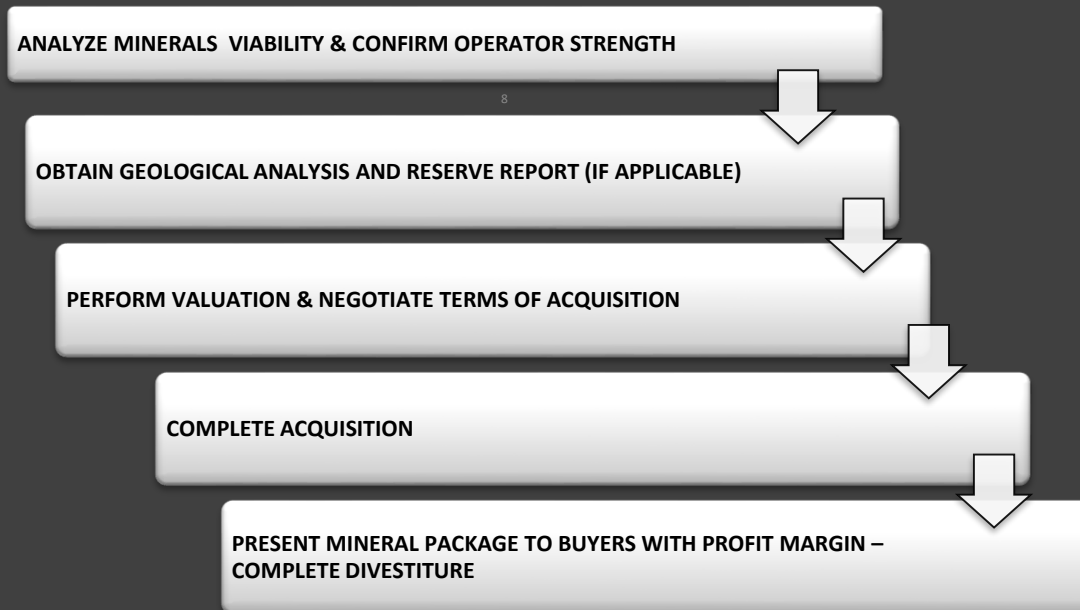 ANALYZE MINERALS  VIABILITY & CONFIRM OPERATOR STRENGTH
8
OBTAIN GEOLOGICAL ANALYSIS AND RESERVE REPORT (IF APPLICABLE)
PERFORM VALUATION & NEGOTIATE TERMS OF ACQUISITION
COMPLETE ACQUISITION
PRESENT MINERAL PACKAGE TO BUYERS WITH PROFIT MARGIN –
COMPLETE DIVESTITURE